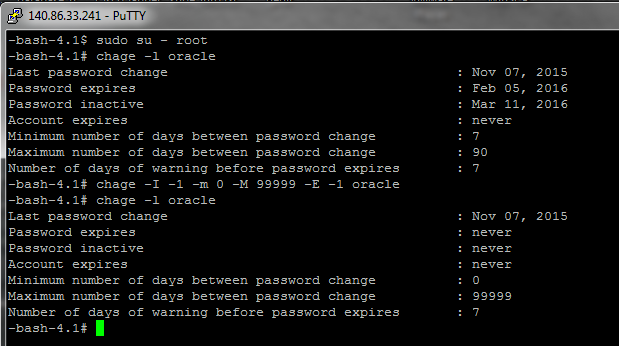 140.86.33.241 - PuTTY
-bash-4.1$ sudo su - root
-bash-4.1# chage -l oracle
Last password change : Nov 07, 2015
Password expires : Feb 05, 2016
Password inactive : Mar 11, 2016
Account expires : never
Minimum number of days between password change : 7
Maximum number of days between password change : 90
Number of days of warning before password expires : 7
-bash-4.1# chage -I -1 -m 0 -M 99999 -E -1 oracle
-bash-4.1# chage -l oracle
Last password change : Nov 07, 2015
Password expires : never
Password inactive : never
Account expires : never
Minimum number of days between password change : 0
Maximum number of days between password change : 99999
Number of days of warning before password expires : 7
-bash-4.1#